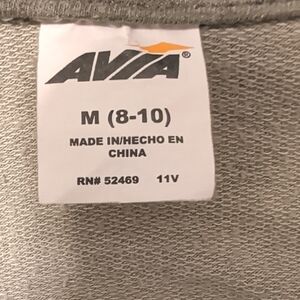 AVIA®
M (8-10)
MADE IN/HECHO EN
CHINA
RN# 52469 11V